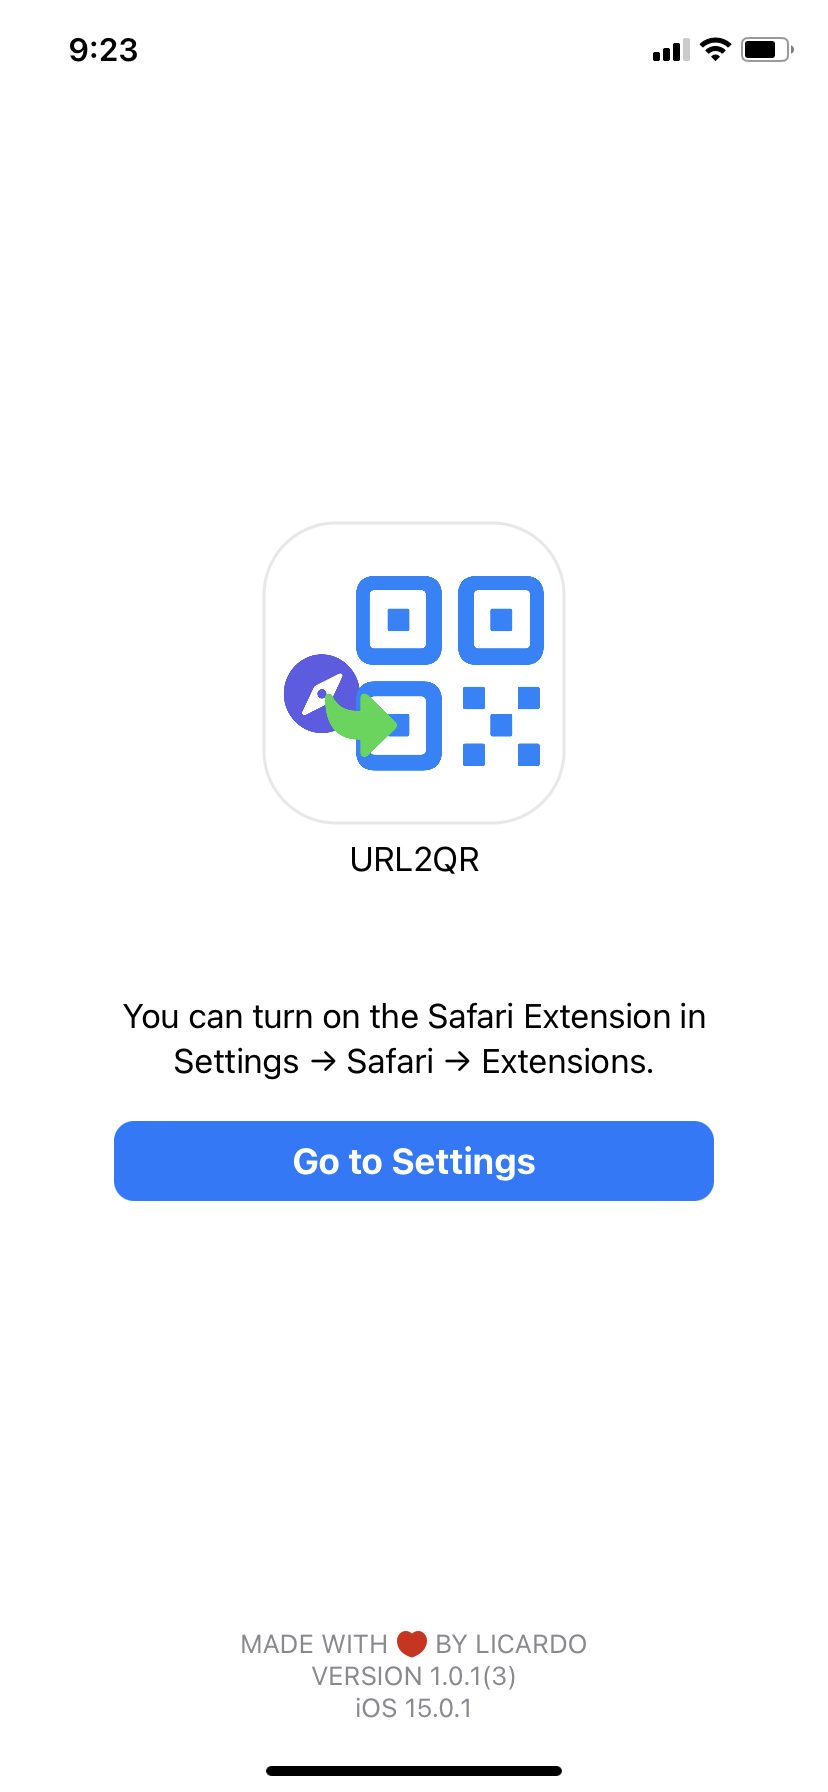 9:23
URL2QR
You can turn on the Safari Extension in
Settings → Safari → Extensions.
Go to Settings
MADE WITH ❤️ BY LICARDO
VERSION 1.0.1(3)
iOS 15.0.1